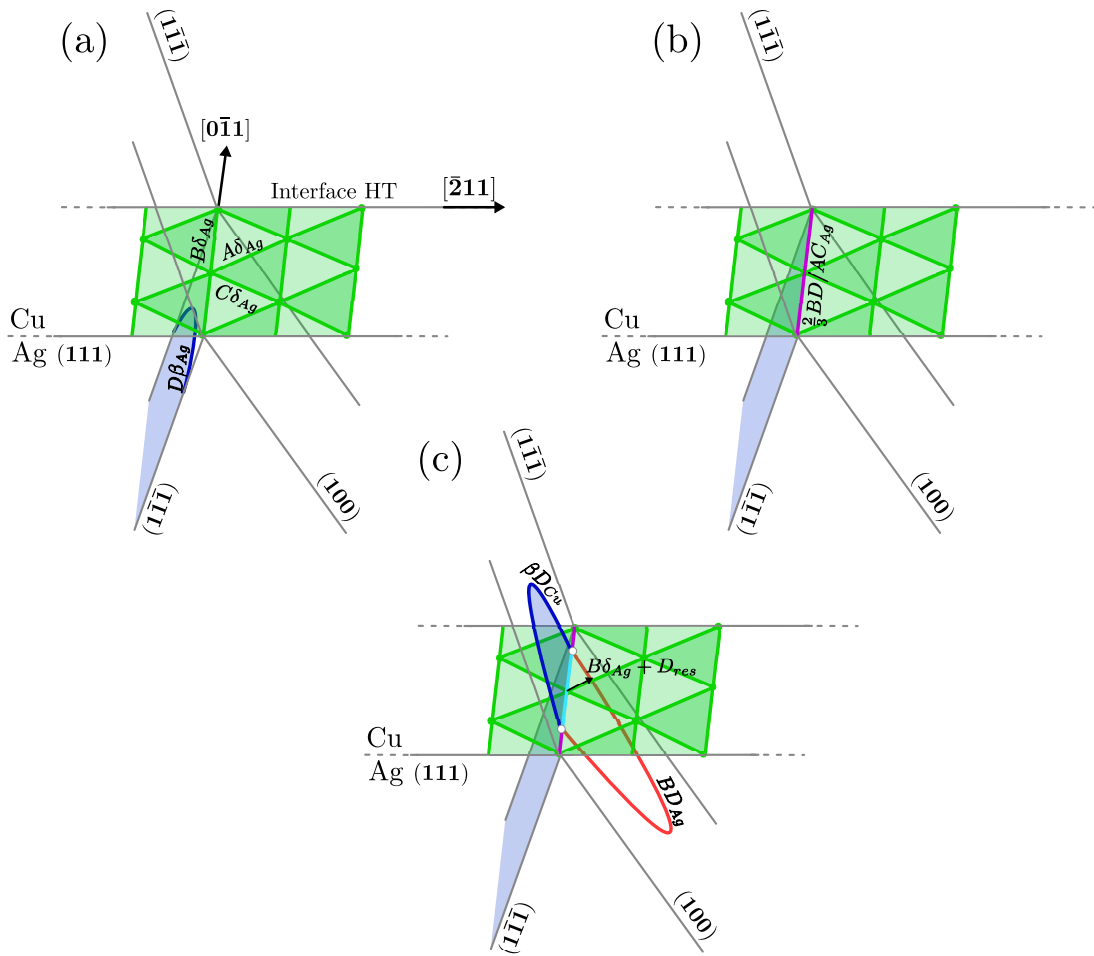 (a)
(11̄1̄)
[01̄1]
Interface HT
[2̄11]
Bδ_Ag
Aδ_Ag
Cδ_Ag
Cu
Ag (111)
Dβ_Ag
(11̄1̄)
(100)
(b)
(11̄1̄)
2/3BD/AC_Ag
Cu
Ag (111)
(11̄1̄)
(100)
(c)
(11̄1̄)
βD_Cu
Bδ_Ag + D_res
Cu
Ag (111)
BD_Ag
(11̄1̄)
(100)